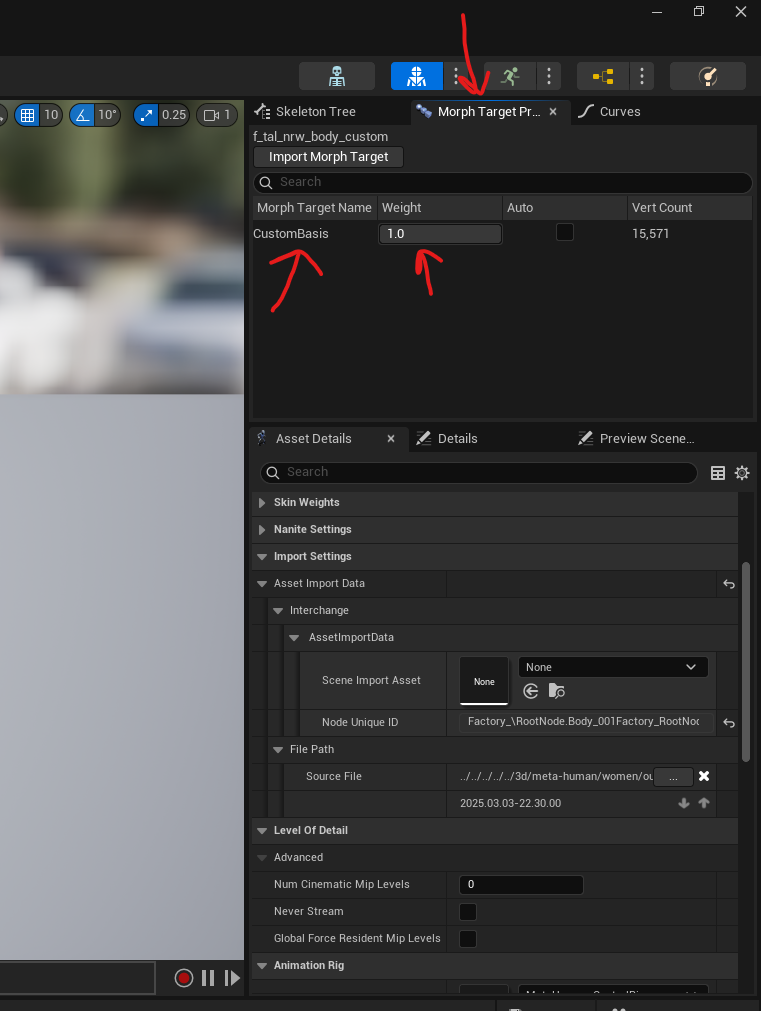 10 10° 0.25 1
Skeleton Tree Morph Target Pr... Curves
f_tal_nrw_body_custom
Import Morph Target
Search
Morph Target Name Weight Auto Vert Count
CustomBasis 1.0 15,571
Asset Details Details Preview Scene...
Search
Skin Weights
Nanite Settings
Import Settings
Asset Import Data
Interchange
AssetImportData
Scene Import Asset None None
Node Unique ID Factory_\RootNode.Body_001Factory_RootNo
File Path
Source File ../../../../../3d/meta-human/women/ou ...
2025.03.03-22.30.00
Level Of Detail
Advanced
Num Cinematic Mip Levels 0
Never Stream
Global Force Resident Mip Levels
Animation Rig